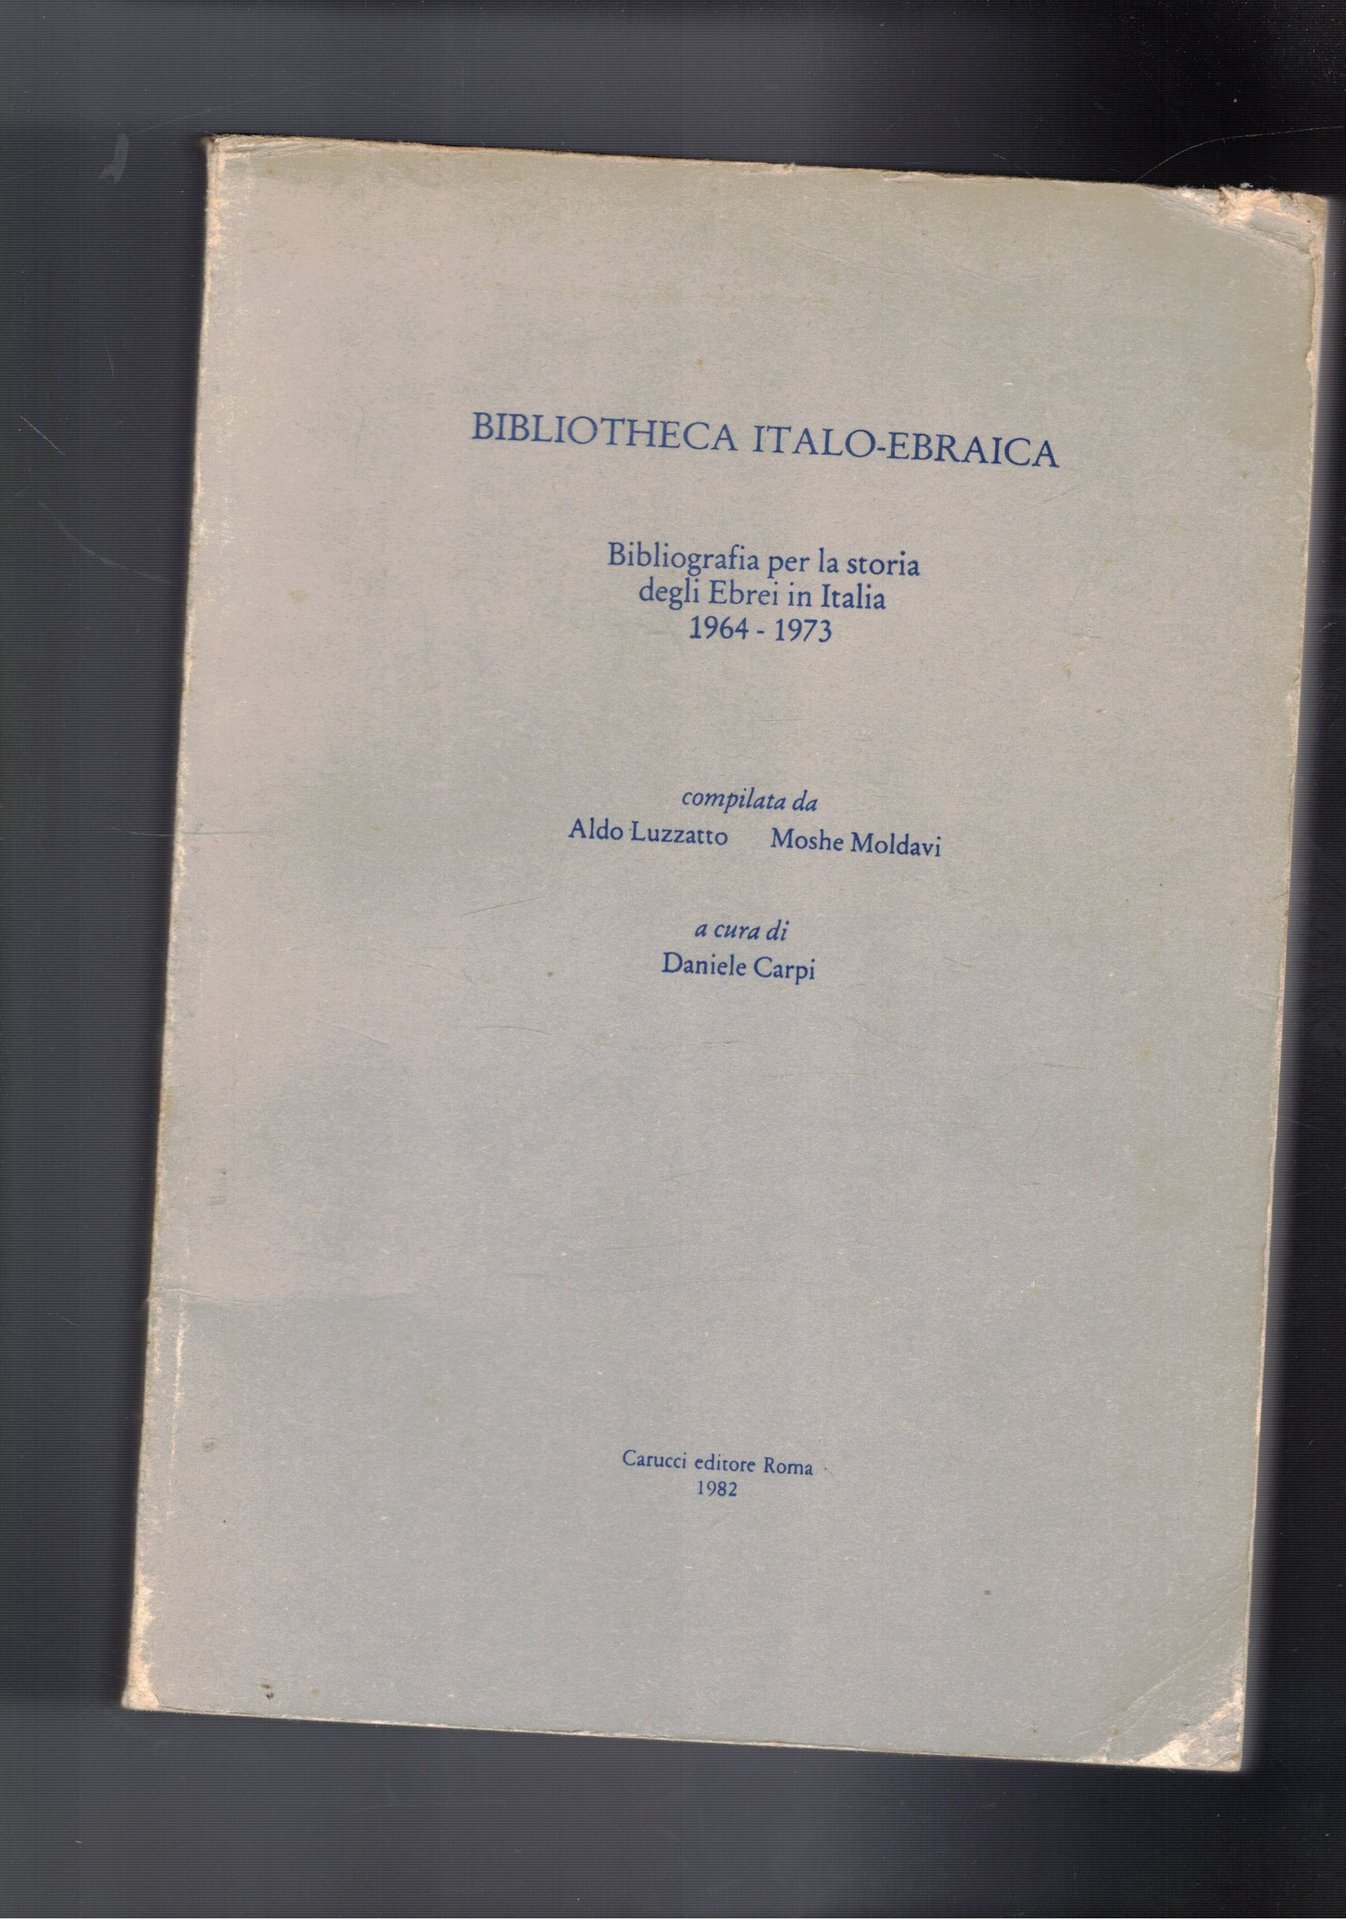 BIBLIOTHECA ITALO-EBRAICA
Bibliografia per la storia
degli Ebrei in Italia
1964 - 1973
compilata da
Aldo Luzzatto Moshe Moldavi
a cura di
Daniele Carpi
Carucci editore Roma
1982